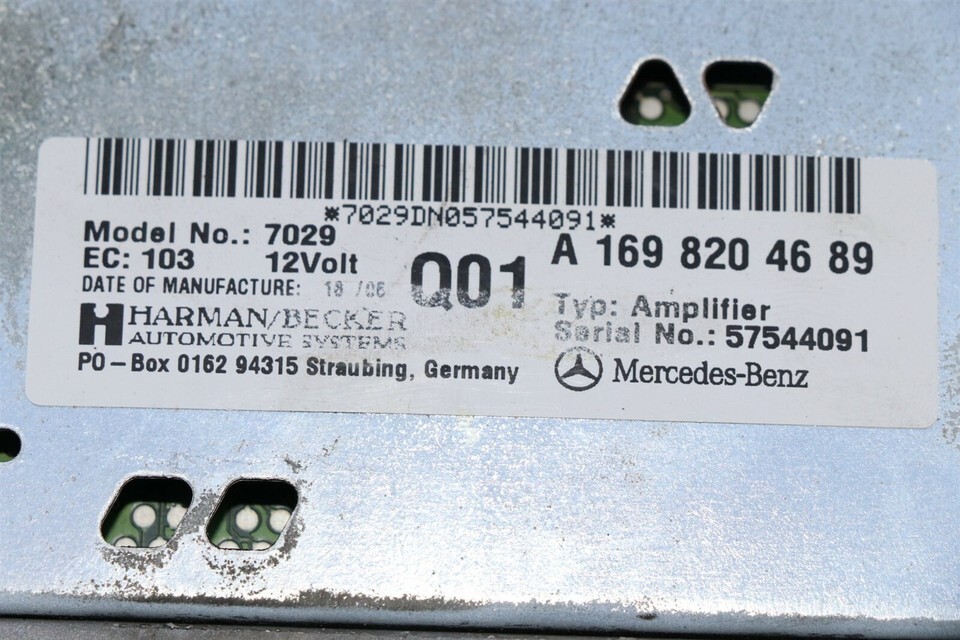 *7029DN057544091*
Model No.: 7029
EC: 103 12Volt
DATE OF MANUFACTURE: 18 /06
Q01
A 169 820 46 89
Typ: Amplifier
Serial No.: 57544091
HARMAN/BECKER
AUTOMOTIVE SYSTEMS
PO - Box 0162 94315 Straubing, Germany
Mercedes-Benz